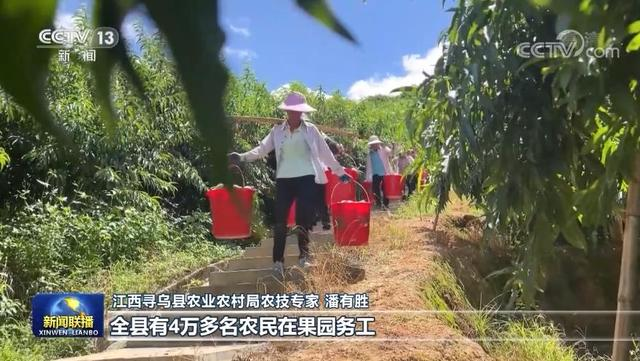 CCTV 13
新闻
CCTV
新闻联播
XINWEN LIANBO
江西寻乌县农业农村局农技专家 潘有胜
全县有4万多名农民在果园务工